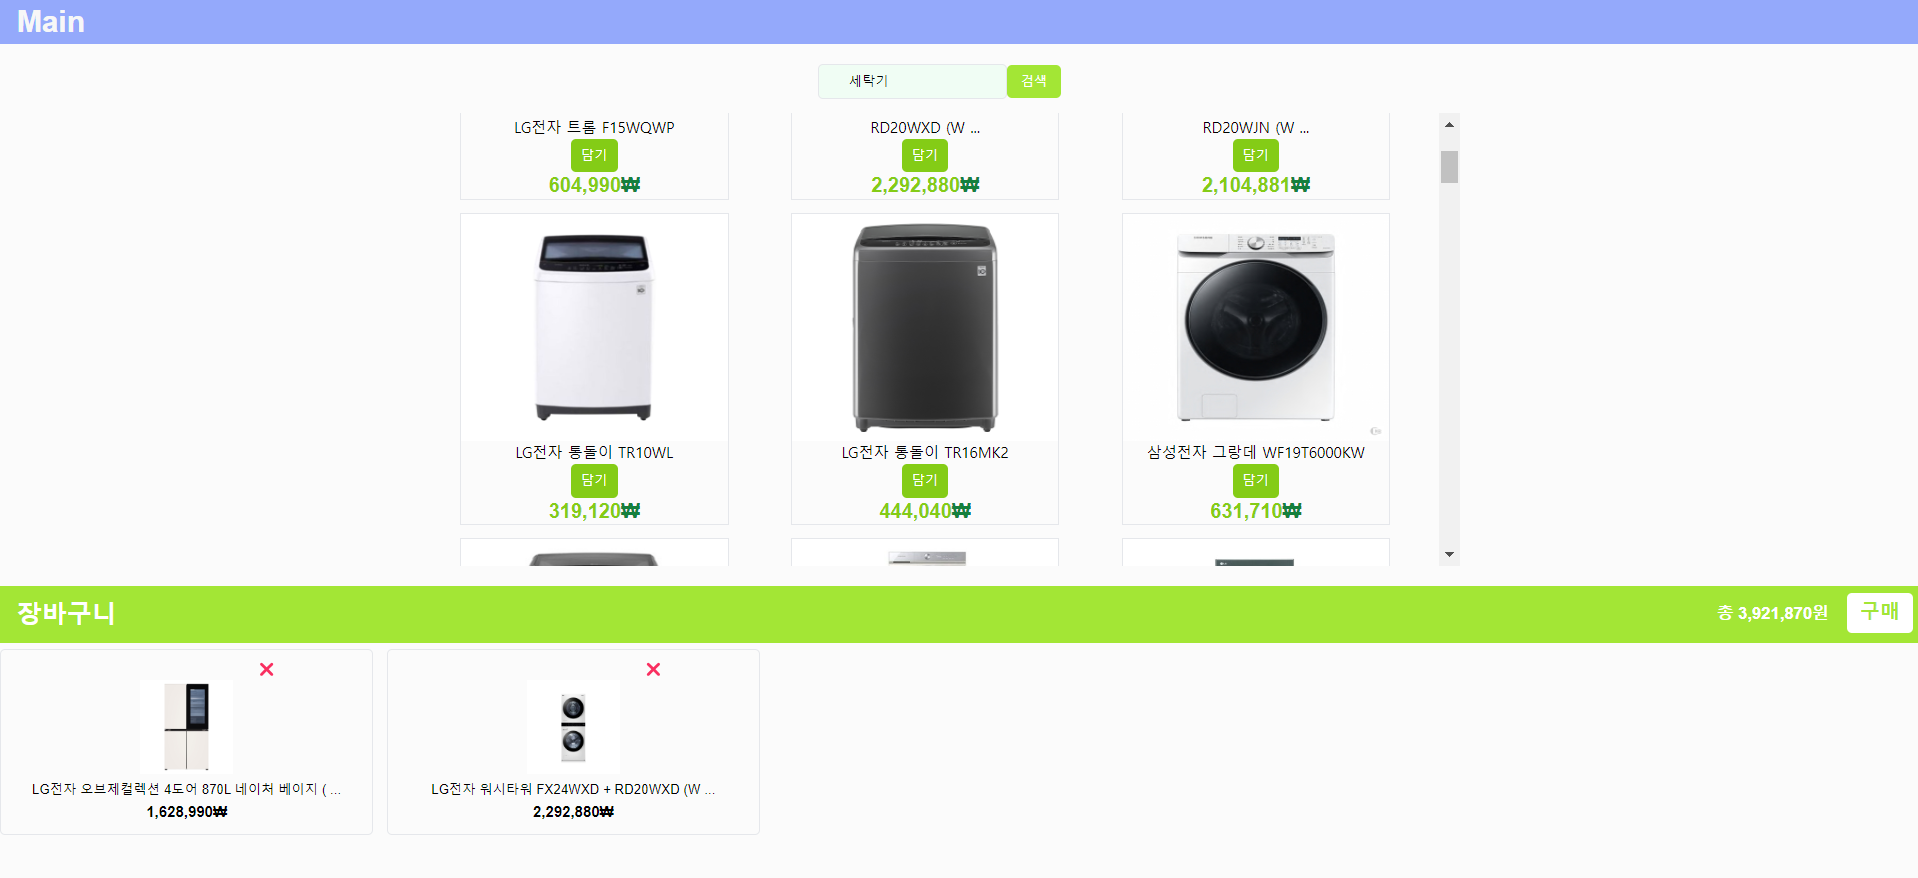 Main
세탁기 검색
LG전자 트롬 F15WQWP
담기
604,990₩
RD20WXD (W ...
담기
2,292,880₩
RD20WJN (W ...
담기
2,104,881₩
LG전자 통돌이 TR10WL
담기
319,120₩
LG전자 통돌이 TR16MK2
담기
444,040₩
삼성전자 그랑데 WF19T6000KW
담기
631,710₩
장바구니
총 3,921,870원 구매
LG전자 오브제컬렉션 4도어 870L 네이처 베이지 ( ...
1,628,990₩
LG전자 워시타워 FX24WXD + RD20WXD (W ...
2,292,880₩